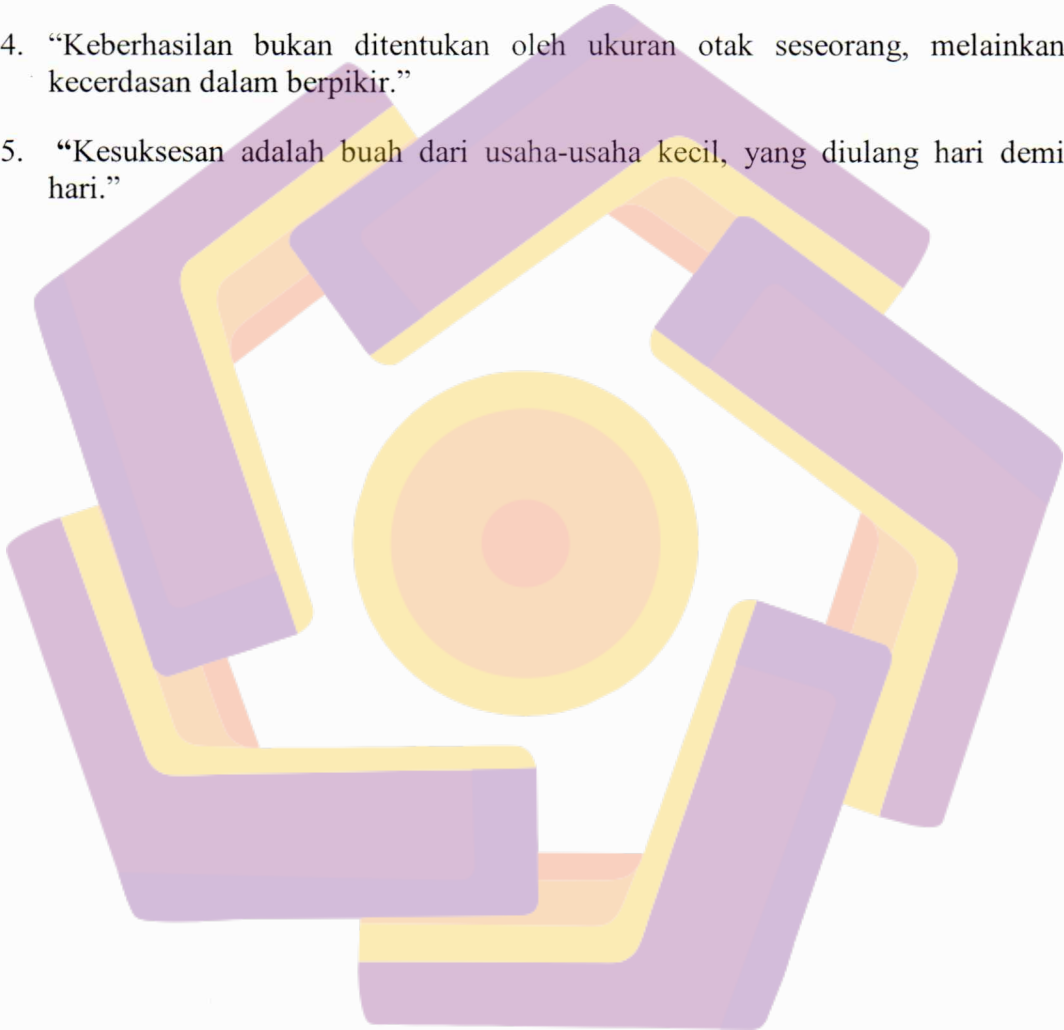 4. “Keberhasilan bukan ditentukan oleh ukuran otak seseorang, melainkan
kecerdasan dalam berpikir.”
5. “Kesuksesan adalah buah dari usaha-usaha kecil, yang diulang hari demi
hari.”